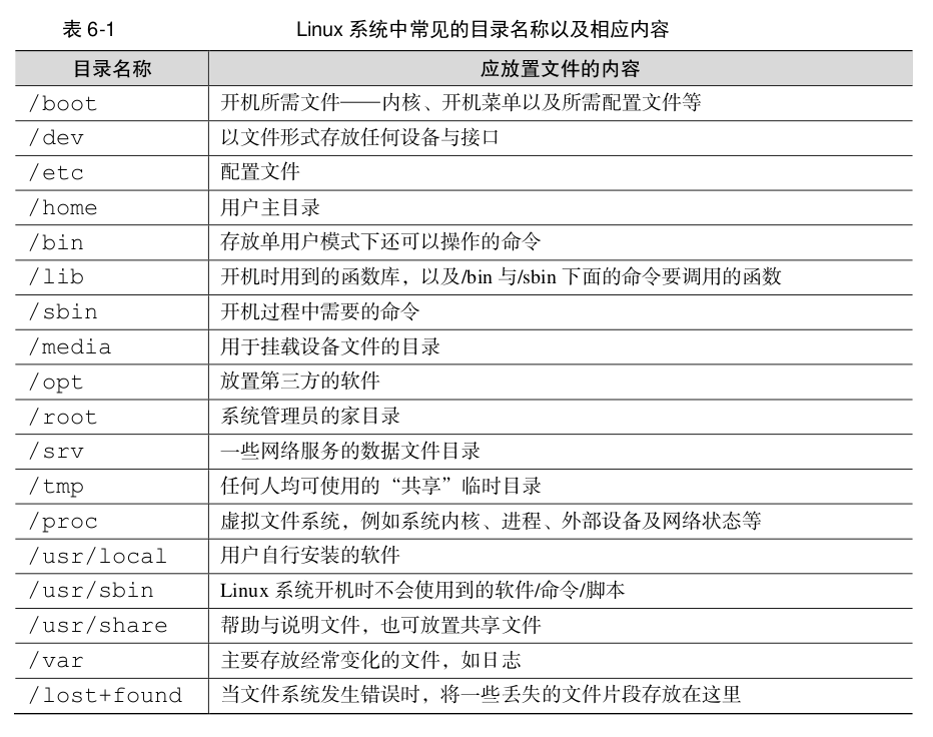 表 6-1 Linux 系统中常见的目录名称以及相应内容
目录名称 应放置文件的内容
/boot 开机所需文件——内核、开机菜单以及所需配置文件等
/dev 以文件形式存放任何设备与接口
/etc 配置文件
/home 用户主目录
/bin 存放单用户模式下还可以操作的命令
/lib 开机时用到的函数库，以及/bin 与/sbin 下面的命令要调用的函数
/sbin 开机过程中需要的命令
/media 用于挂载设备文件的目录
/opt 放置第三方的软件
/root 系统管理员的家目录
/srv 一些网络服务的数据文件目录
/tmp 任何人均可使用的“共享”临时目录
/proc 虚拟文件系统，例如系统内核、进程、外部设备及网络状态等
/usr/local 用户自行安装的软件
/usr/sbin Linux 系统开机时不会使用到的软件/命令/脚本
/usr/share 帮助与说明文件，也可放置共享文件
/var 主要存放经常变化的文件，如日志
/lost+found 当文件系统发生错误时，将一些丢失的文件片段存放在这里